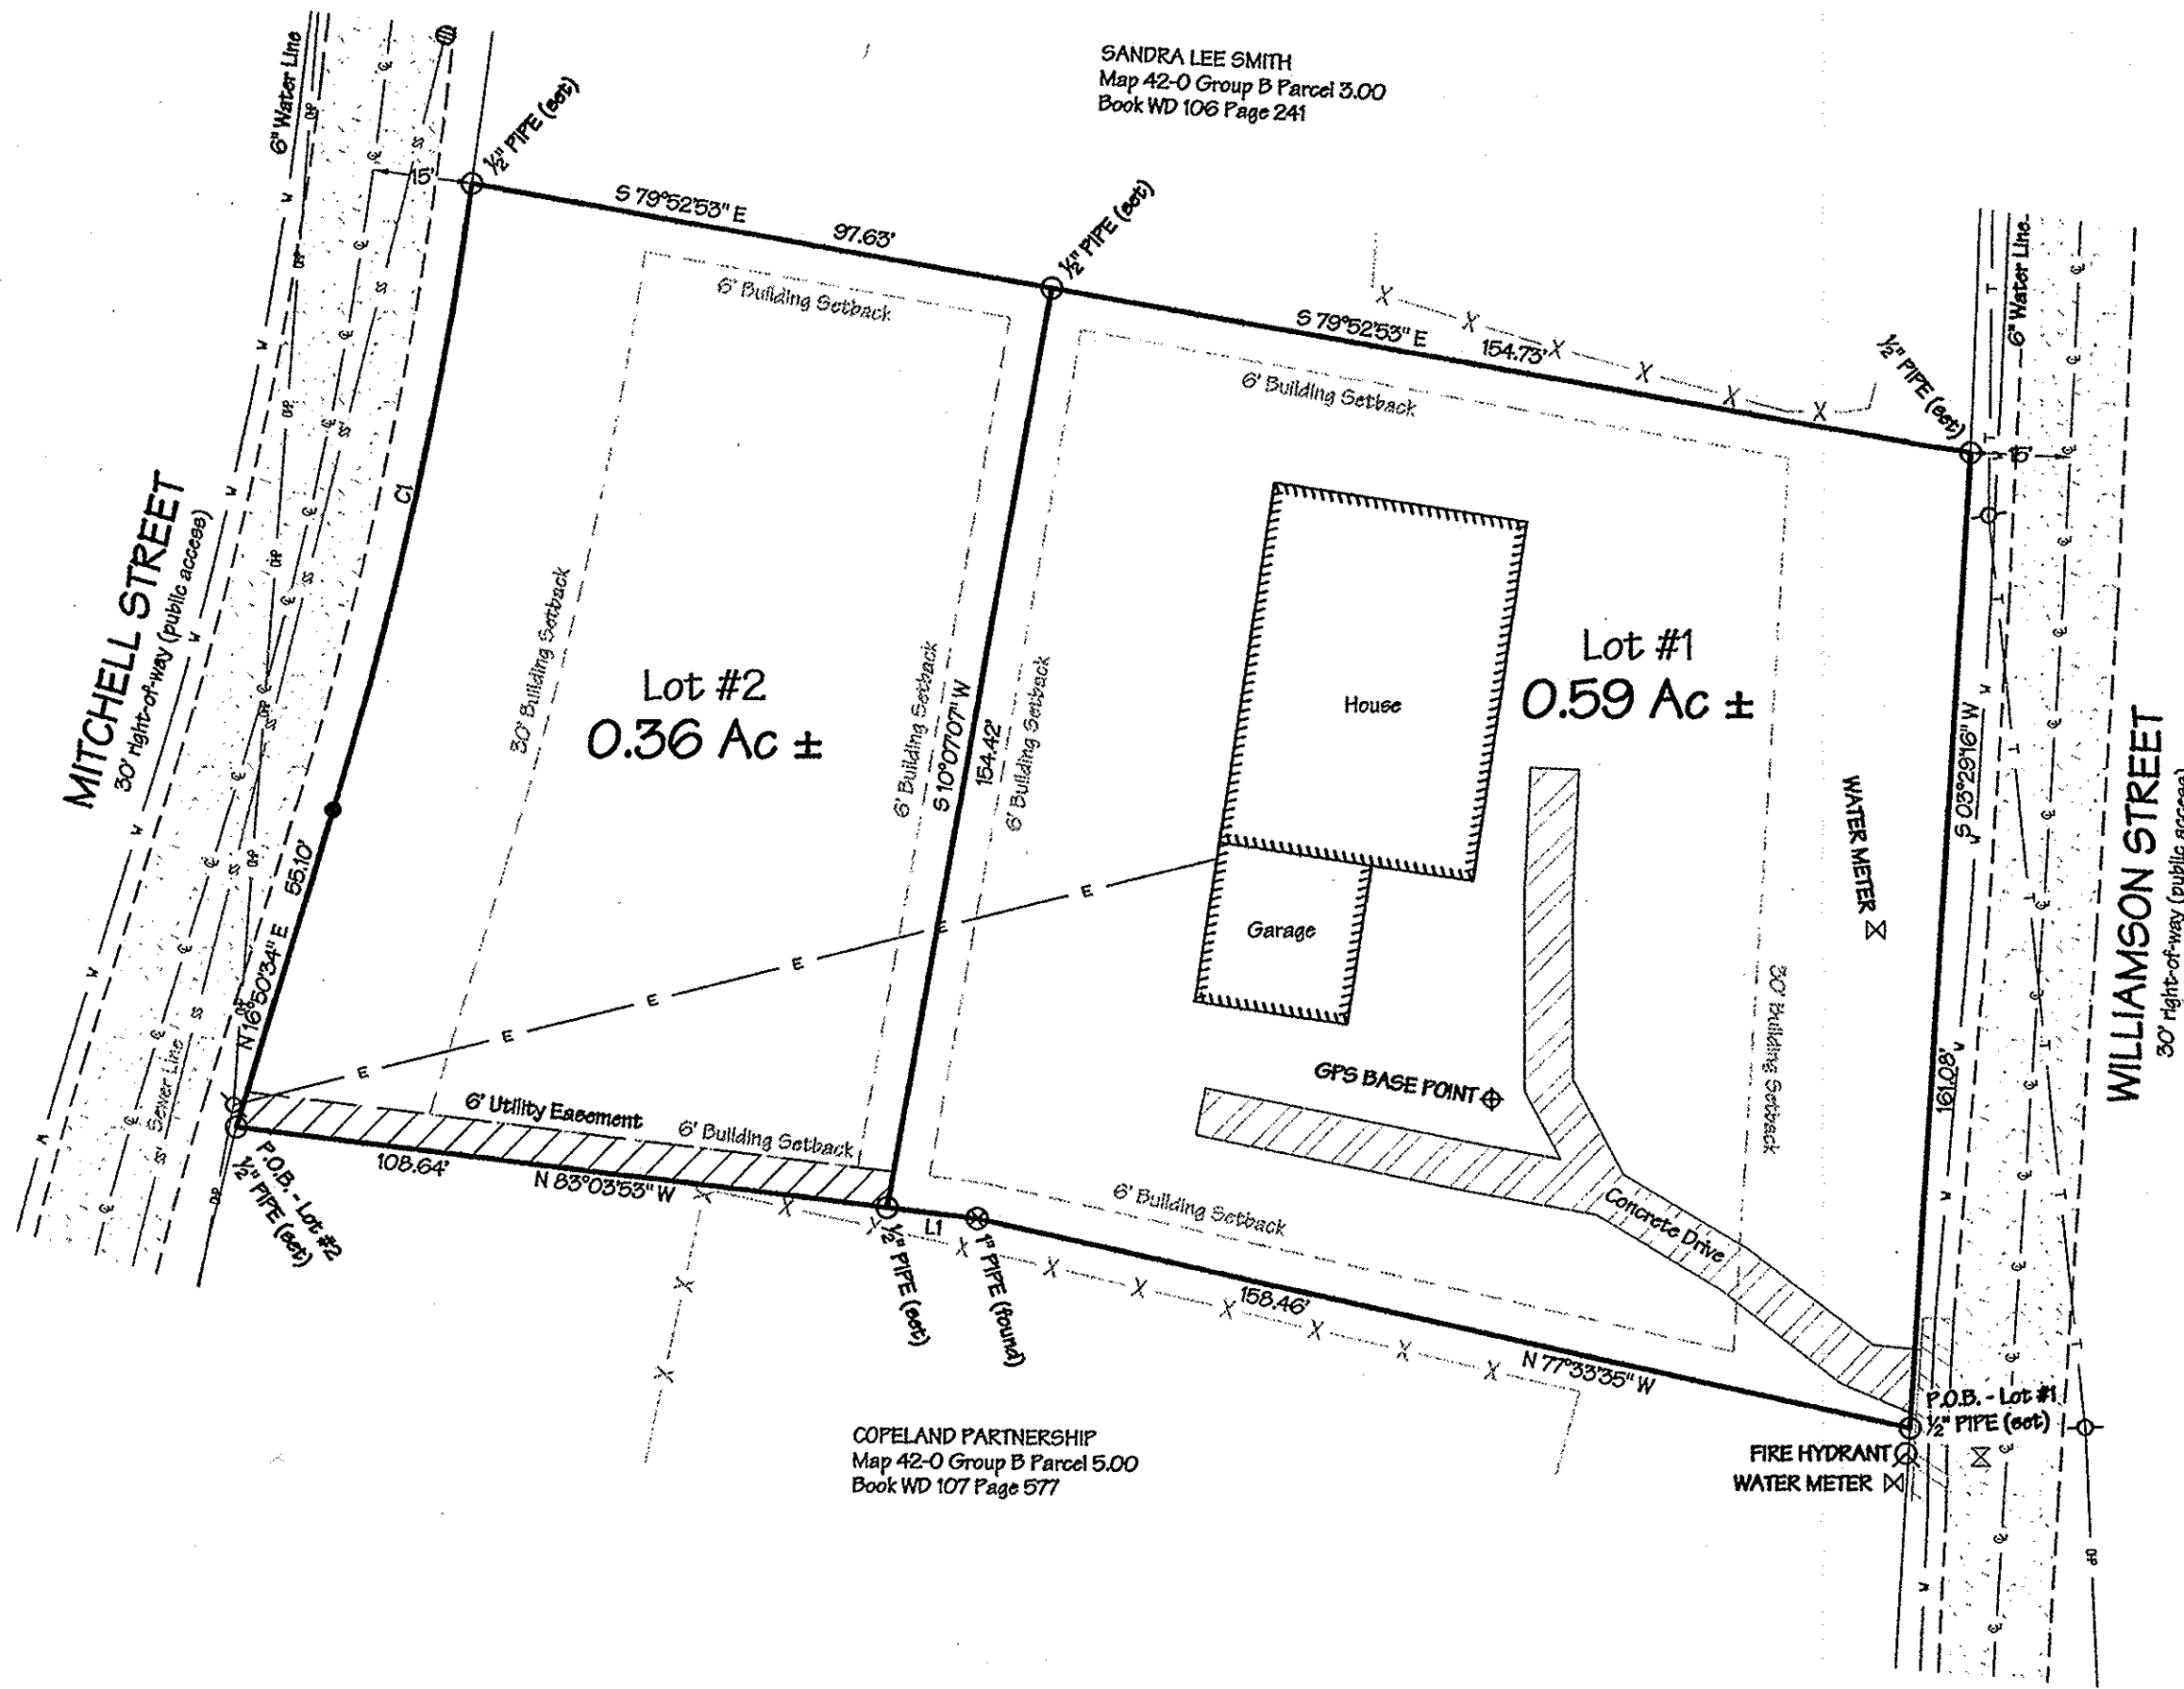 SANDRA LEE SMITH
Map 42-O Group B Parcel 3.00
Book WD 106 Page 241
6" Water Line
15'
½" PIPE (set)
S 79°52'53" E
97.63'
½" PIPE (set)
S 79°52'53" E
154.73'
½" PIPE (set)
6" Water Line
15'
6' Building Setback
6' Building Setback
C1
MITCHELL STREET
30' right-of-way (public access)
30' Building Setback
Lot #2
0.36 Ac ±
6' Building Setback
S 10°07'07" W
154.42'
6' Building Setback
House
Garage
Lot #1
0.59 Ac ±
WATER METER
S 03°29'16" W
161.08'
30' Building Setback
WILLIAMSON STREET
30' right-of-way (public access)
55.10'
N 16°50'34" E
Sewer Line
6' Utility Easement
6' Building Setback
108.64'
N 83°03'53" W
P.O.B. - Lot #2
½" PIPE (set)
L1
½" PIPE (set)
1" PIPE (found)
GPS BASE POINT
6' Building Setback
Concrete Drive
158.46'
N 77°33'35" W
P.O.B. - Lot #1
½" PIPE (set)
FIRE HYDRANT
WATER METER
COPELAND PARTNERSHIP
Map 42-O Group B Parcel 5.00
Book WD 107 Page 577